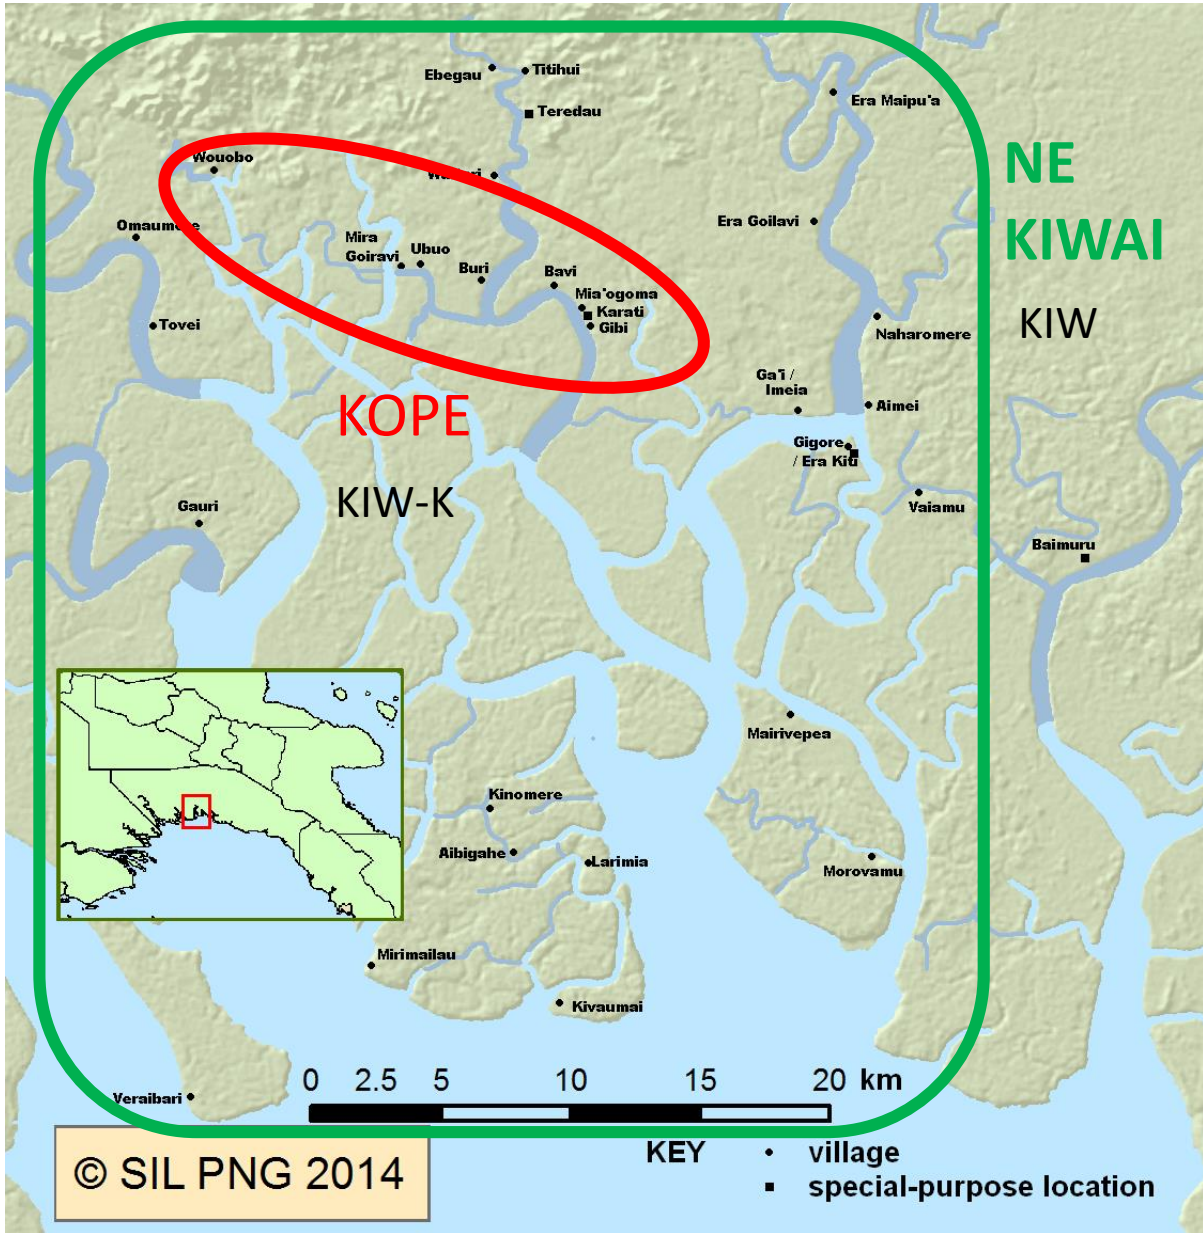 Ebegau
Titihui
Teredau
Era Maipu'a
Wouobo
NE
KIWAI
KIW
Omaumere
Era Goilavi
Mira
Goiravi
Ubuo
Buri
Bavi
Mia'ogoma
Karati
Gibi
Tovei
Naharomere
Ga'i /
Imeia
Aimei
KOPE
KIW-K
Gigore
/ Era Kiti
Gauri
Vaiamu
Baimuru
Mairivepea
Kinomere
Aibigahe
Larimia
Morovamu
Mirimailau
Kivaumai
Veraibari
0 2.5 5 10 15 20 km
KEY
village
special-purpose location
© SIL PNG 2014